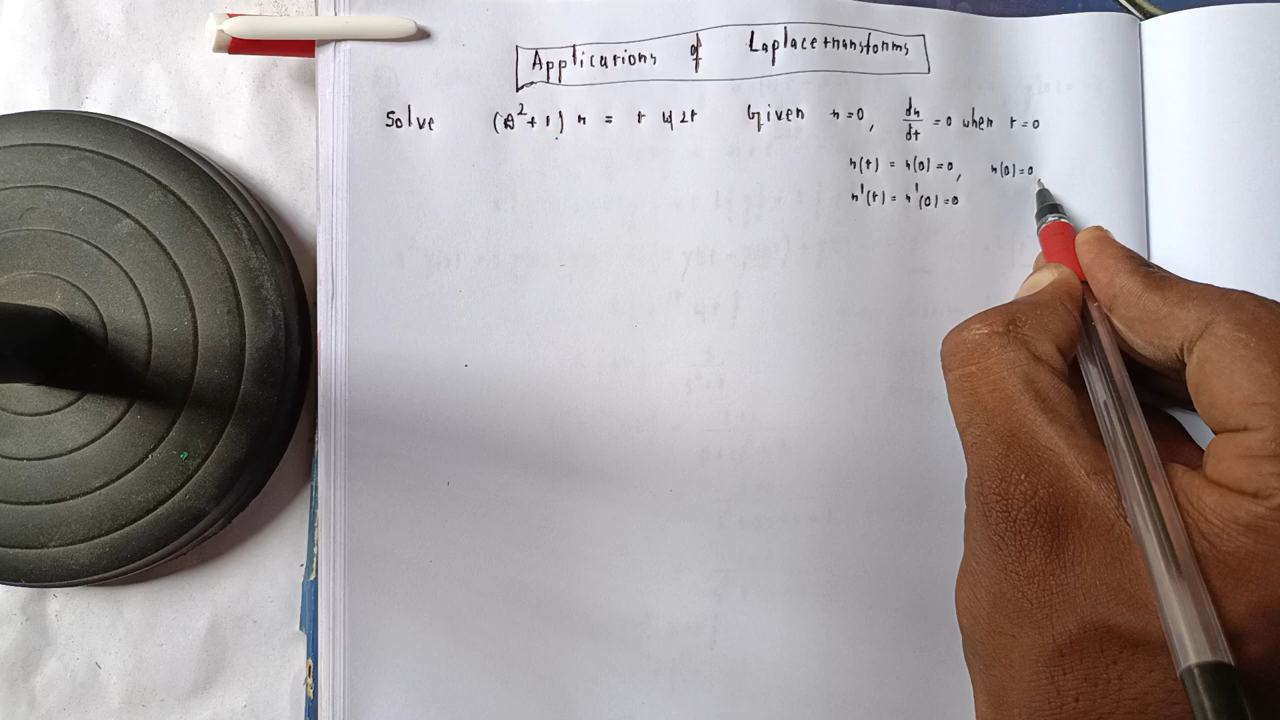 Applications of Laplace transforms
Solve (D²+1) x = t cos 2t Given x=0, dx/dt = 0 when t=0
x(t) = x(0) = 0, x(0)=0
x'(t) = x'(0) = 0